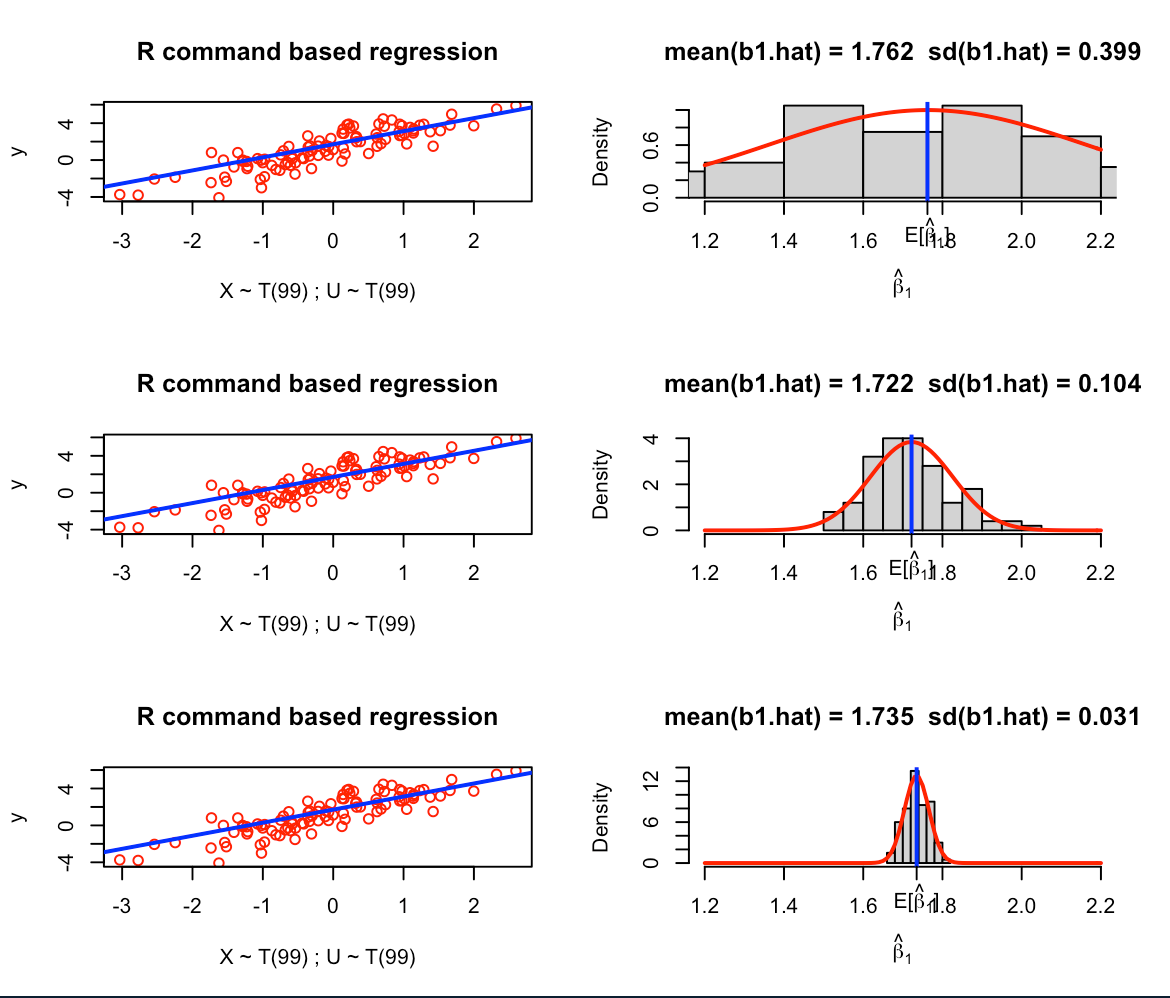 R command based regression
y
-4 0 4
-3 -2 -1 0 1 2
X ~ T(99) ; U ~ T(99)
mean(b1.hat) = 1.762 sd(b1.hat) = 0.399
Density
0.0 0.6
1.2 1.4 1.6 1.8 2.0 2.2
E[β̂₁]
β̂₁
R command based regression
y
-4 0 4
-3 -2 -1 0 1 2
X ~ T(99) ; U ~ T(99)
mean(b1.hat) = 1.722 sd(b1.hat) = 0.104
Density
0 2 4
1.2 1.4 1.6 1.8 2.0 2.2
E[β̂₁]
β̂₁
R command based regression
y
-4 0 4
-3 -2 -1 0 1 2
X ~ T(99) ; U ~ T(99)
mean(b1.hat) = 1.735 sd(b1.hat) = 0.031
Density
0 6 12
1.2 1.4 1.6 1.8 2.0 2.2
E[β̂₁]
β̂₁